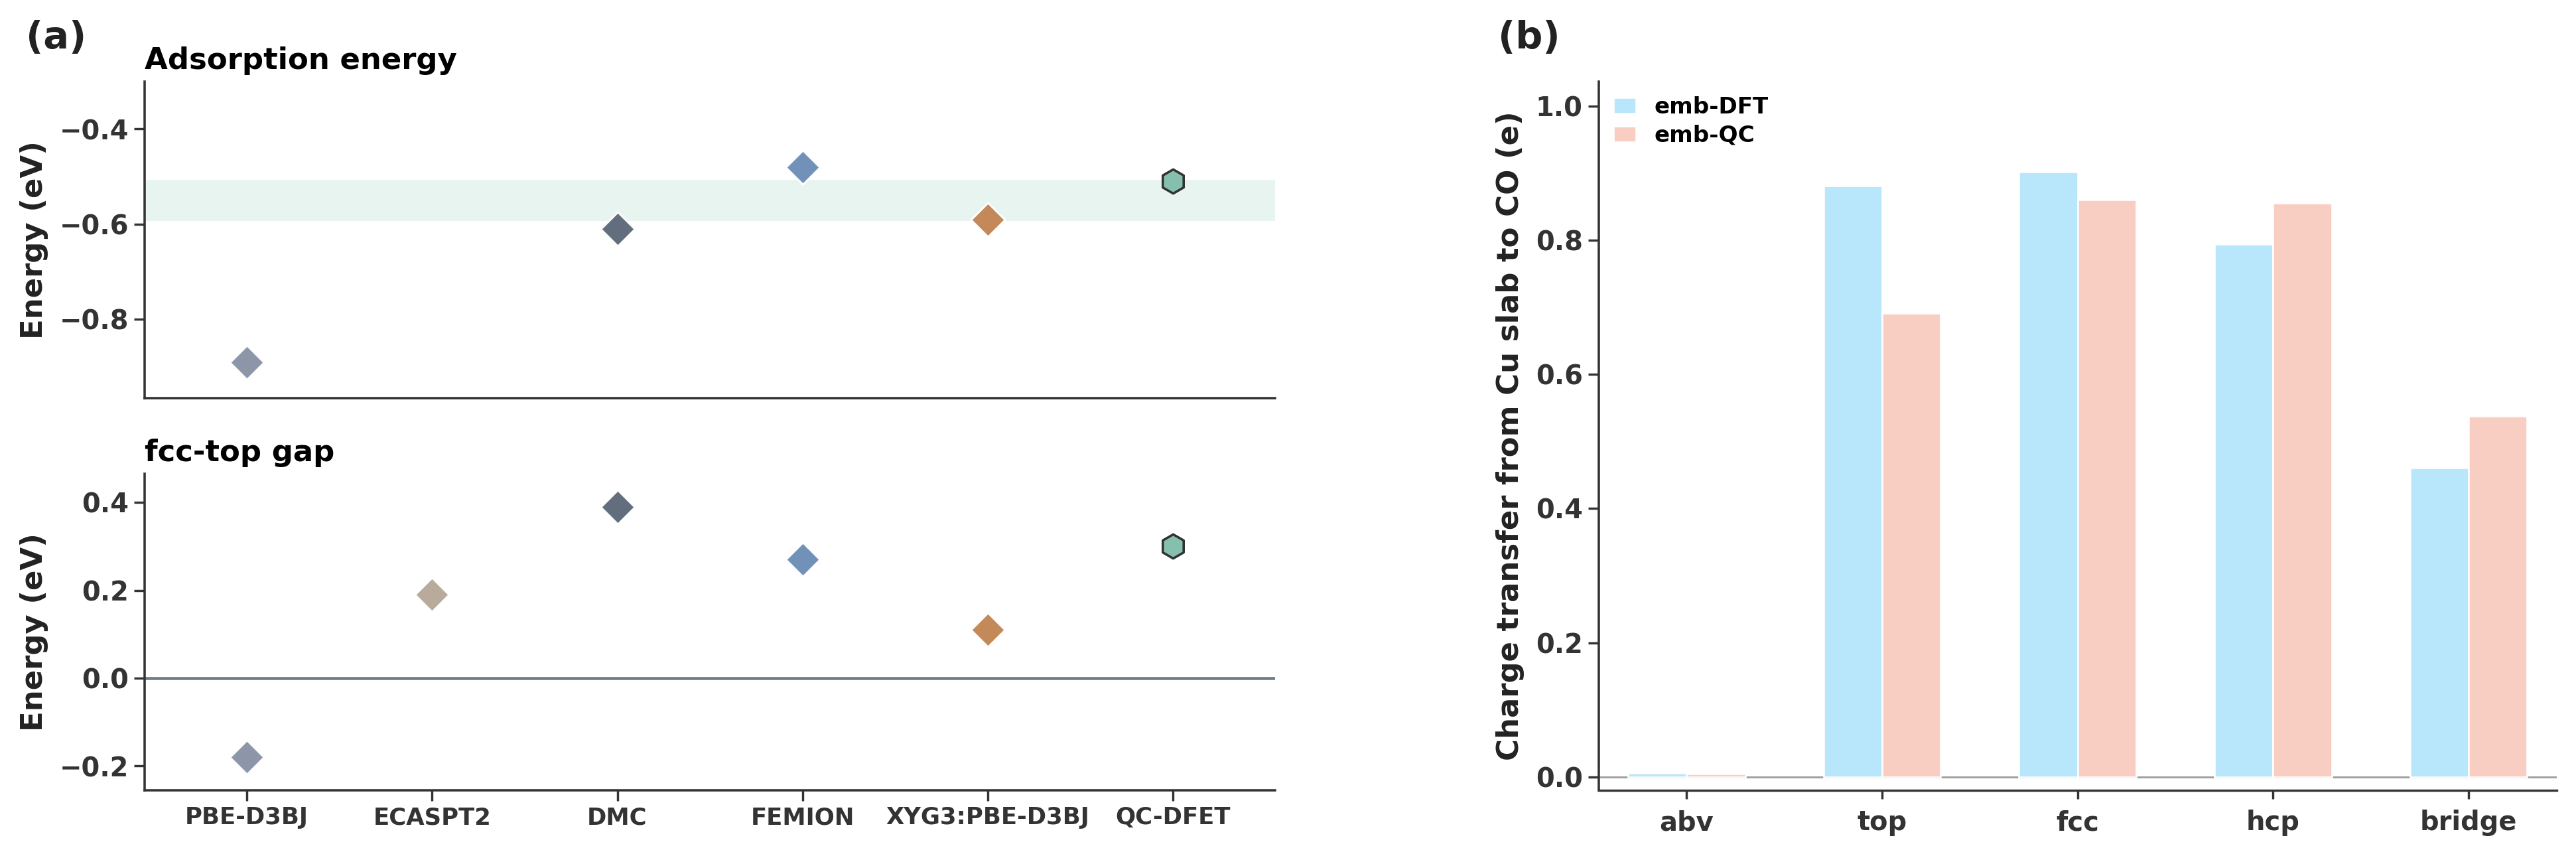 (a)
Adsorption energy
Energy (eV)
−0.4
−0.6
−0.8
fcc-top gap
Energy (eV)
0.4
0.2
0.0
−0.2
PBE-D3BJ
ECASPT2
DMC
FEMION
XYG3:PBE-D3BJ
QC-DFET
(b)
Charge transfer from Cu slab to CO (e)
1.0
0.8
0.6
0.4
0.2
0.0
emb-DFT
emb-QC
abv
top
fcc
hcp
bridge